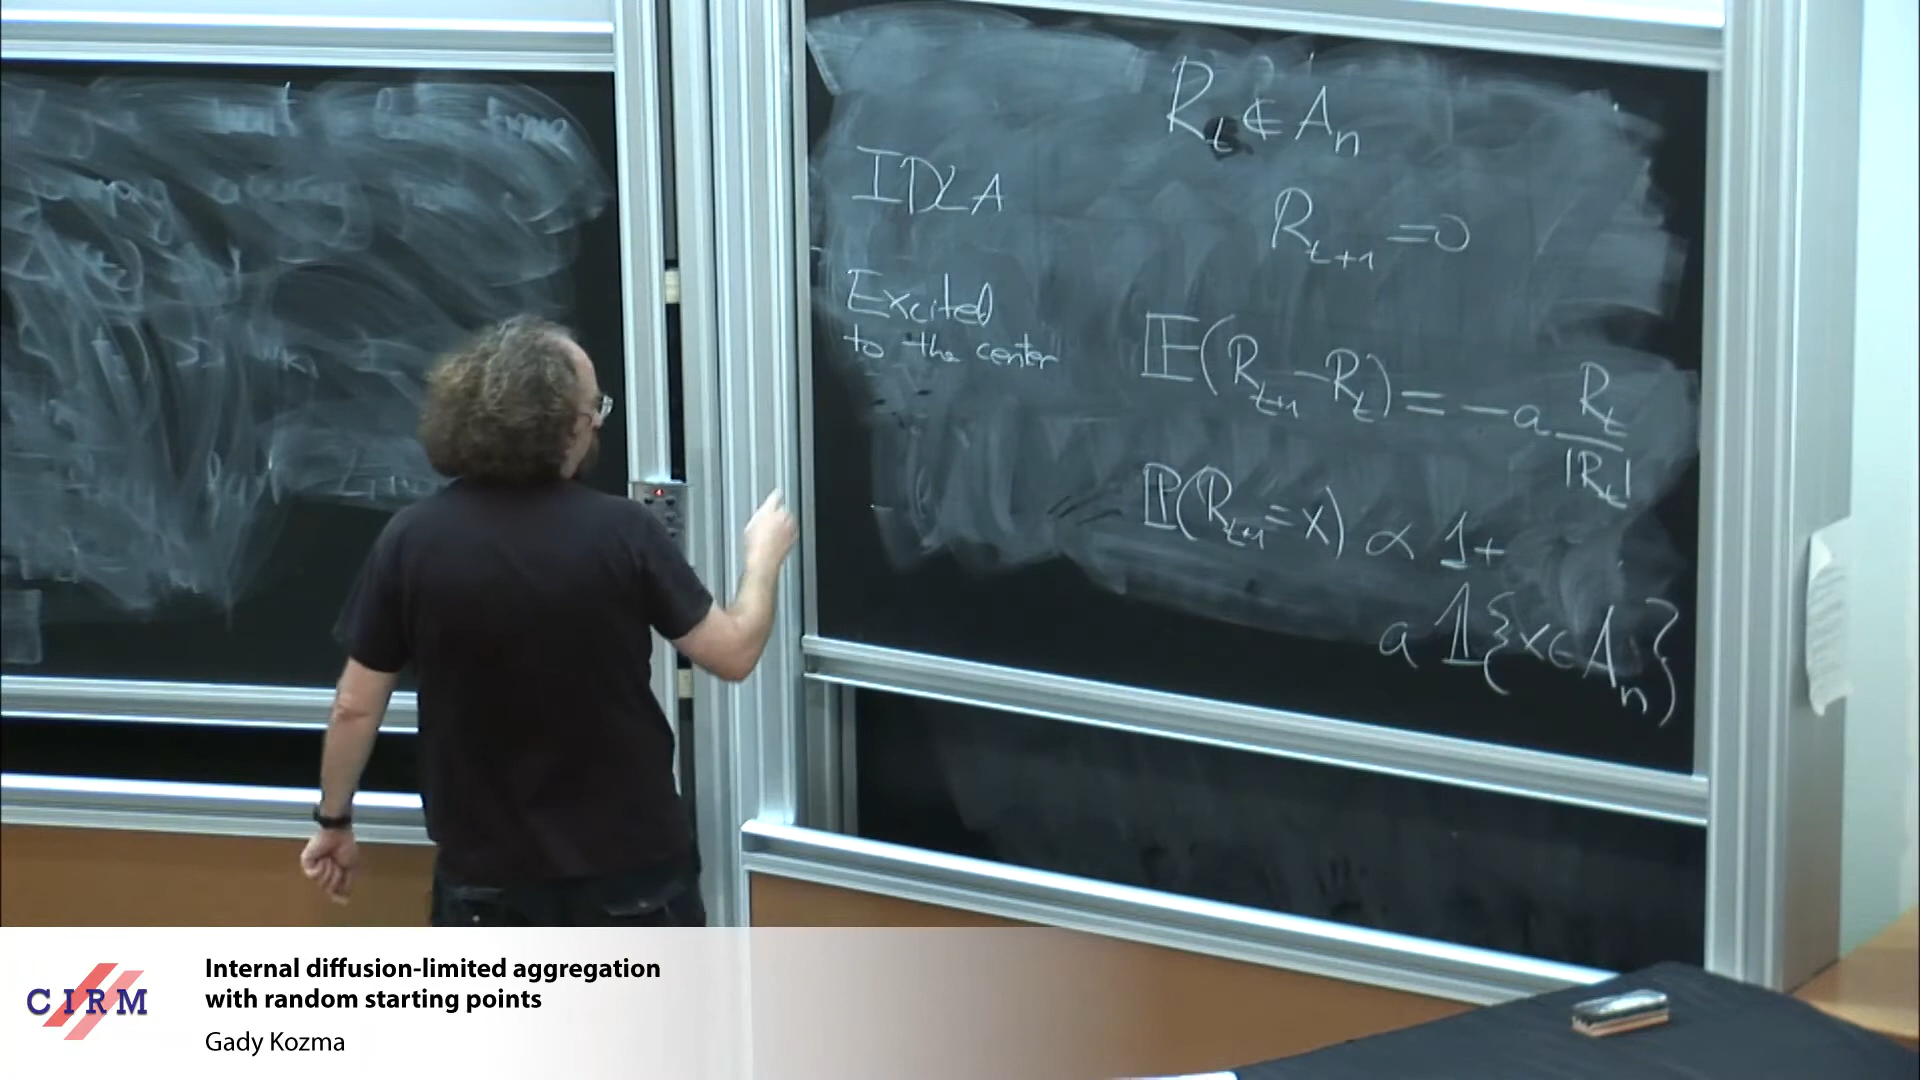 IDLA
Excited
to the center
R_t ∉ A_n
R_{t+1} = 0
E(R_{t+1} - R_t) = -a R_t / |R_t|
P(R_{t+1} = x) ∝ 1 +
a 1{x ∈ A_n}
CIRM
Internal diffusion-limited aggregation
with random starting points
Gady Kozma